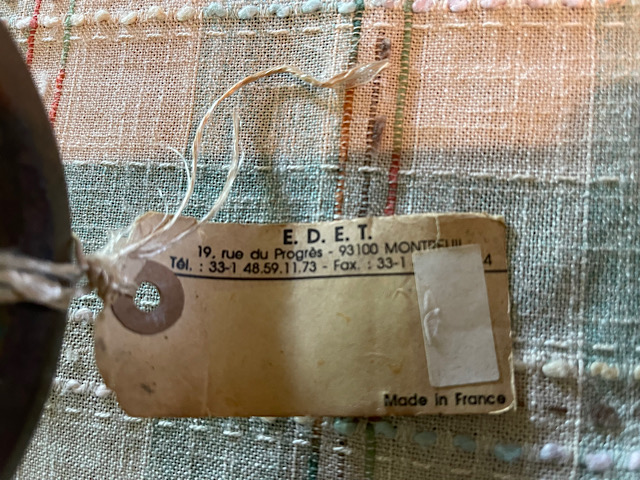 E. D. E. T.
19, rue du Progrès - 93100 MONTREUIL
Tél. : 33-1 48.59.11.73 - Fax. : 33-1 4
Made in France